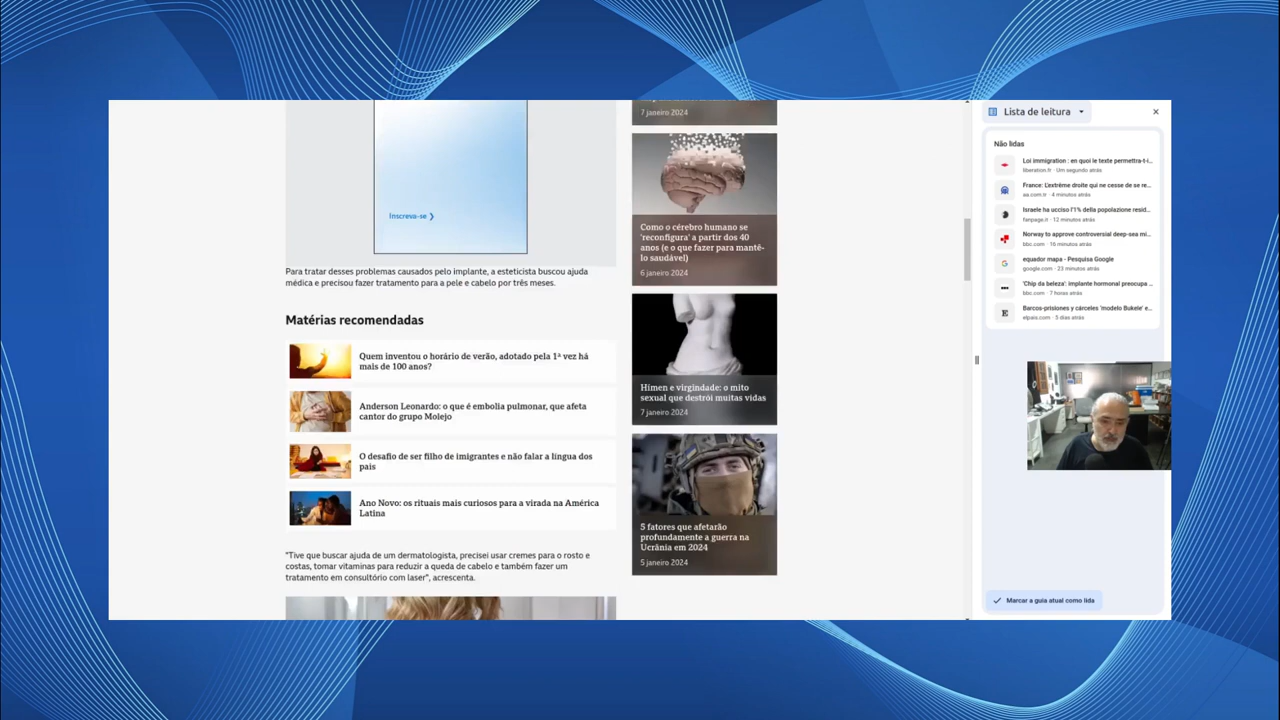 Inscreva-se ❯
Para tratar desses problemas causados pelo implante, a esteticista buscou ajuda
médica e precisou fazer tratamento para a pele e cabelo por três meses.
Matérias recomendadas
Quem inventou o horário de verão, adotado pela 1ª vez há
mais de 100 anos?
Anderson Leonardo: o que é embolia pulmonar, que afeta
cantor do grupo Molejo
O desafio de ser filho de imigrantes e não falar a língua dos
pais
Ano Novo: os rituais mais curiosos para a virada na América
Latina
"Tive que buscar ajuda de um dermatologista, precisei usar cremes para o rosto e
costas, tomar vitaminas para reduzir a queda de cabelo e também fazer um
tratamento em consultório com laser", acrescenta.
7 janeiro 2024
Como o cérebro humano se
'reconfigura' a partir dos 40
anos (e o que fazer para mantê-
lo saudável)
6 janeiro 2024
Hímen e virgindade: o mito
sexual que destrói muitas vidas
7 janeiro 2024
5 fatores que afetarão
profundamente a guerra na
Ucrânia em 2024
5 janeiro 2024
Lista de leitura
Não lidas
Loi immigration : en quoi le texte permettra-t-i...
liberation.fr · Um segundo atrás
France: L'extrême droite qui ne cesse de se re...
aa.com.tr · 4 minutos atrás
Israele ha ucciso l'1% della popolazione resid...
fanpage.it · 12 minutos atrás
Norway to approve controversial deep-sea mi...
bbc.com · 16 minutos atrás
equador mapa - Pesquisa Google
google.com · 23 minutos atrás
'Chip da beleza': implante hormonal preocupa ...
bbc.com · 7 horas atrás
Barcos-prisiones y cárceles 'modelo Bukele' e...
elpais.com · 5 dias atrás
Marcar a guia atual como lida